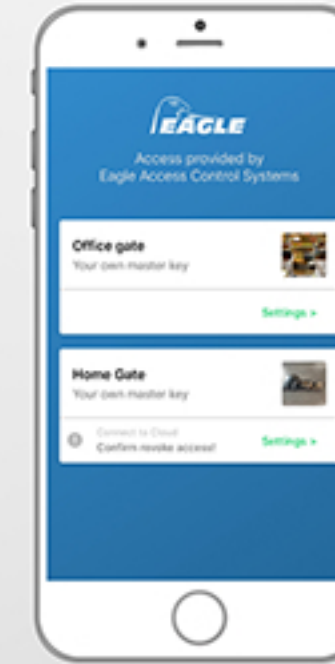 EAGLE
Access provided by
Eagle Access Control Systems
Office gate
Your own master key
Settings >
Home Gate
Your own master key
Connect to Cloud
Confirm revoke access!
Settings >